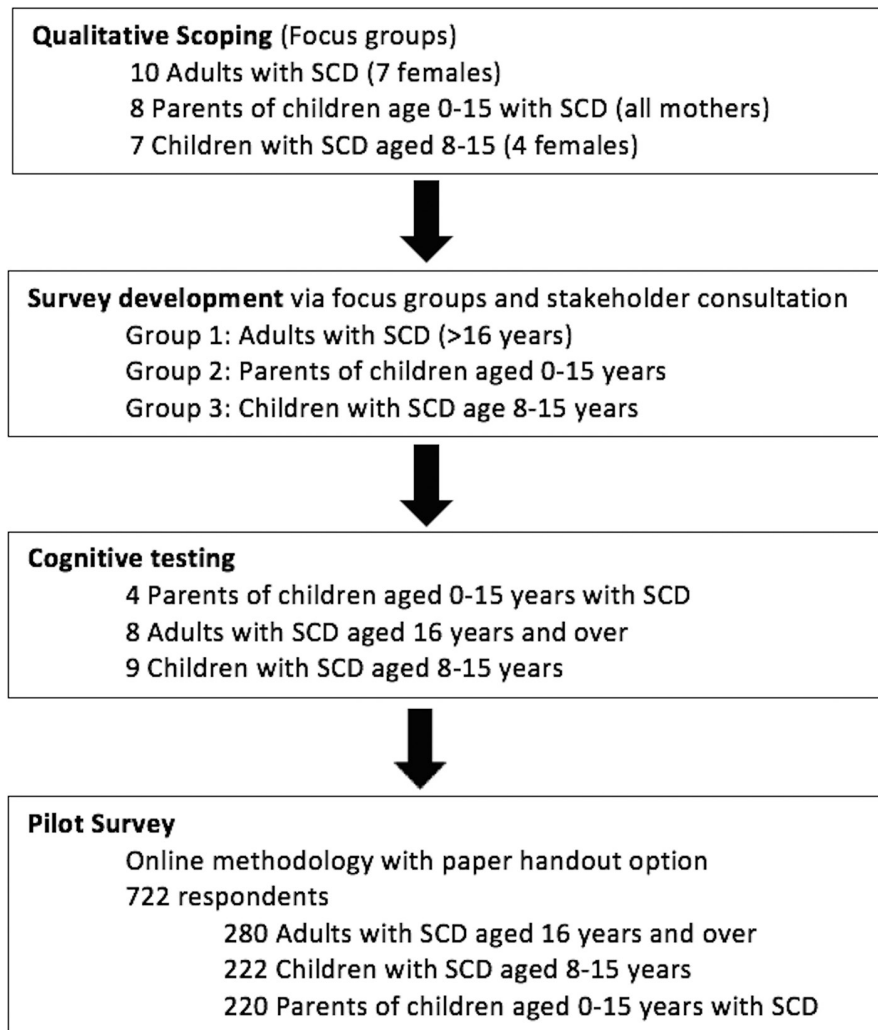 Qualitative Scoping (Focus groups)
10 Adults with SCD (7 females)
8 Parents of children age 0-15 with SCD (all mothers)
7 Children with SCD aged 8-15 (4 females)
Survey development via focus groups and stakeholder consultation
Group 1: Adults with SCD (>16 years)
Group 2: Parents of children aged 0-15 years
Group 3: Children with SCD age 8-15 years
Cognitive testing
4 Parents of children aged 0-15 years with SCD
8 Adults with SCD aged 16 years and over
9 Children with SCD aged 8-15 years
Pilot Survey
Online methodology with paper handout option
722 respondents
280 Adults with SCD aged 16 years and over
222 Children with SCD aged 8-15 years
220 Parents of children aged 0-15 years with SCD